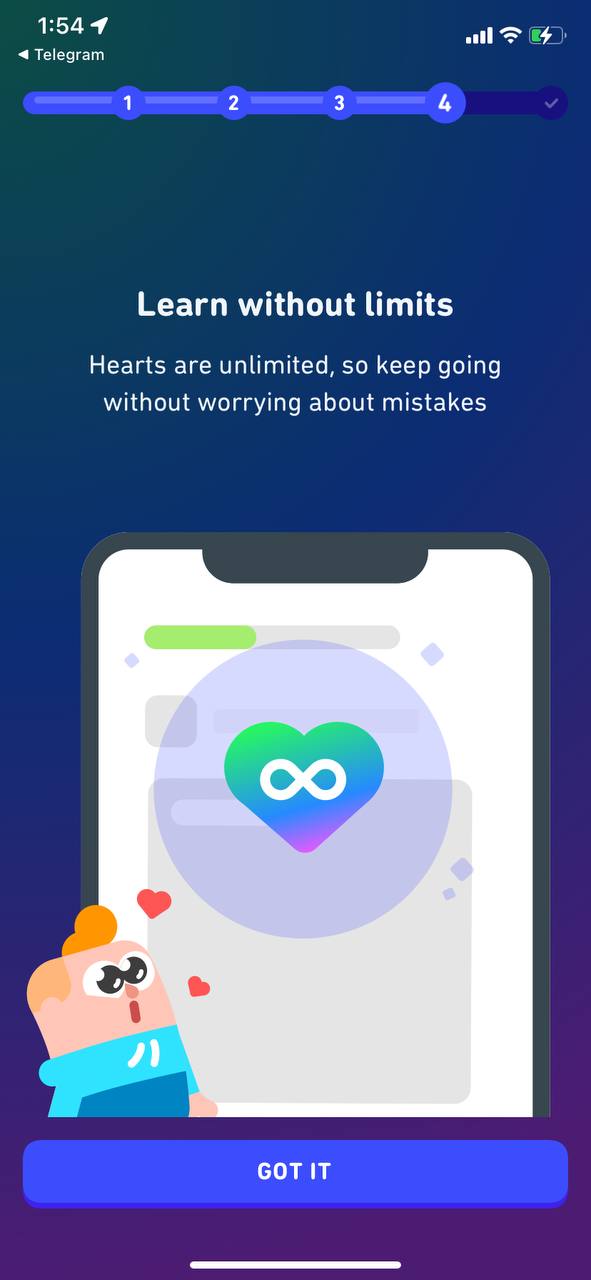 1:54
◀ Telegram
1 2 3 4
Learn without limits
Hearts are unlimited, so keep going
without worrying about mistakes
GOT IT